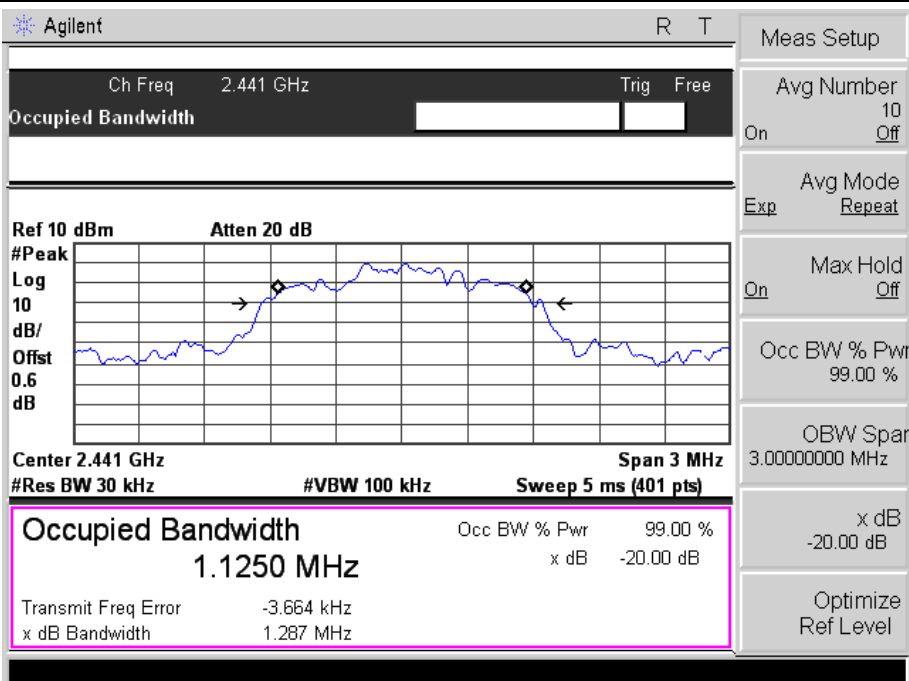 Agilent R T
Ch Freq 2.441 GHz Trig Free
Occupied Bandwidth
Ref 10 dBm Atten 20 dB
#Peak
Log
10
dB/
Offst
0.6
dB
Center 2.441 GHz Span 3 MHz
#Res BW 30 kHz #VBW 100 kHz Sweep 5 ms (401 pts)
Occupied Bandwidth
1.1250 MHz
Occ BW % Pwr 99.00 %
x dB -20.00 dB
Transmit Freq Error -3.664 kHz
x dB Bandwidth 1.287 MHz
Meas Setup
Avg Number
10
On Off
Avg Mode
Exp Repeat
Max Hold
On Off
Occ BW % Pwr
99.00 %
OBW Span
3.00000000 MHz
x dB
-20.00 dB
Optimize
Ref Level